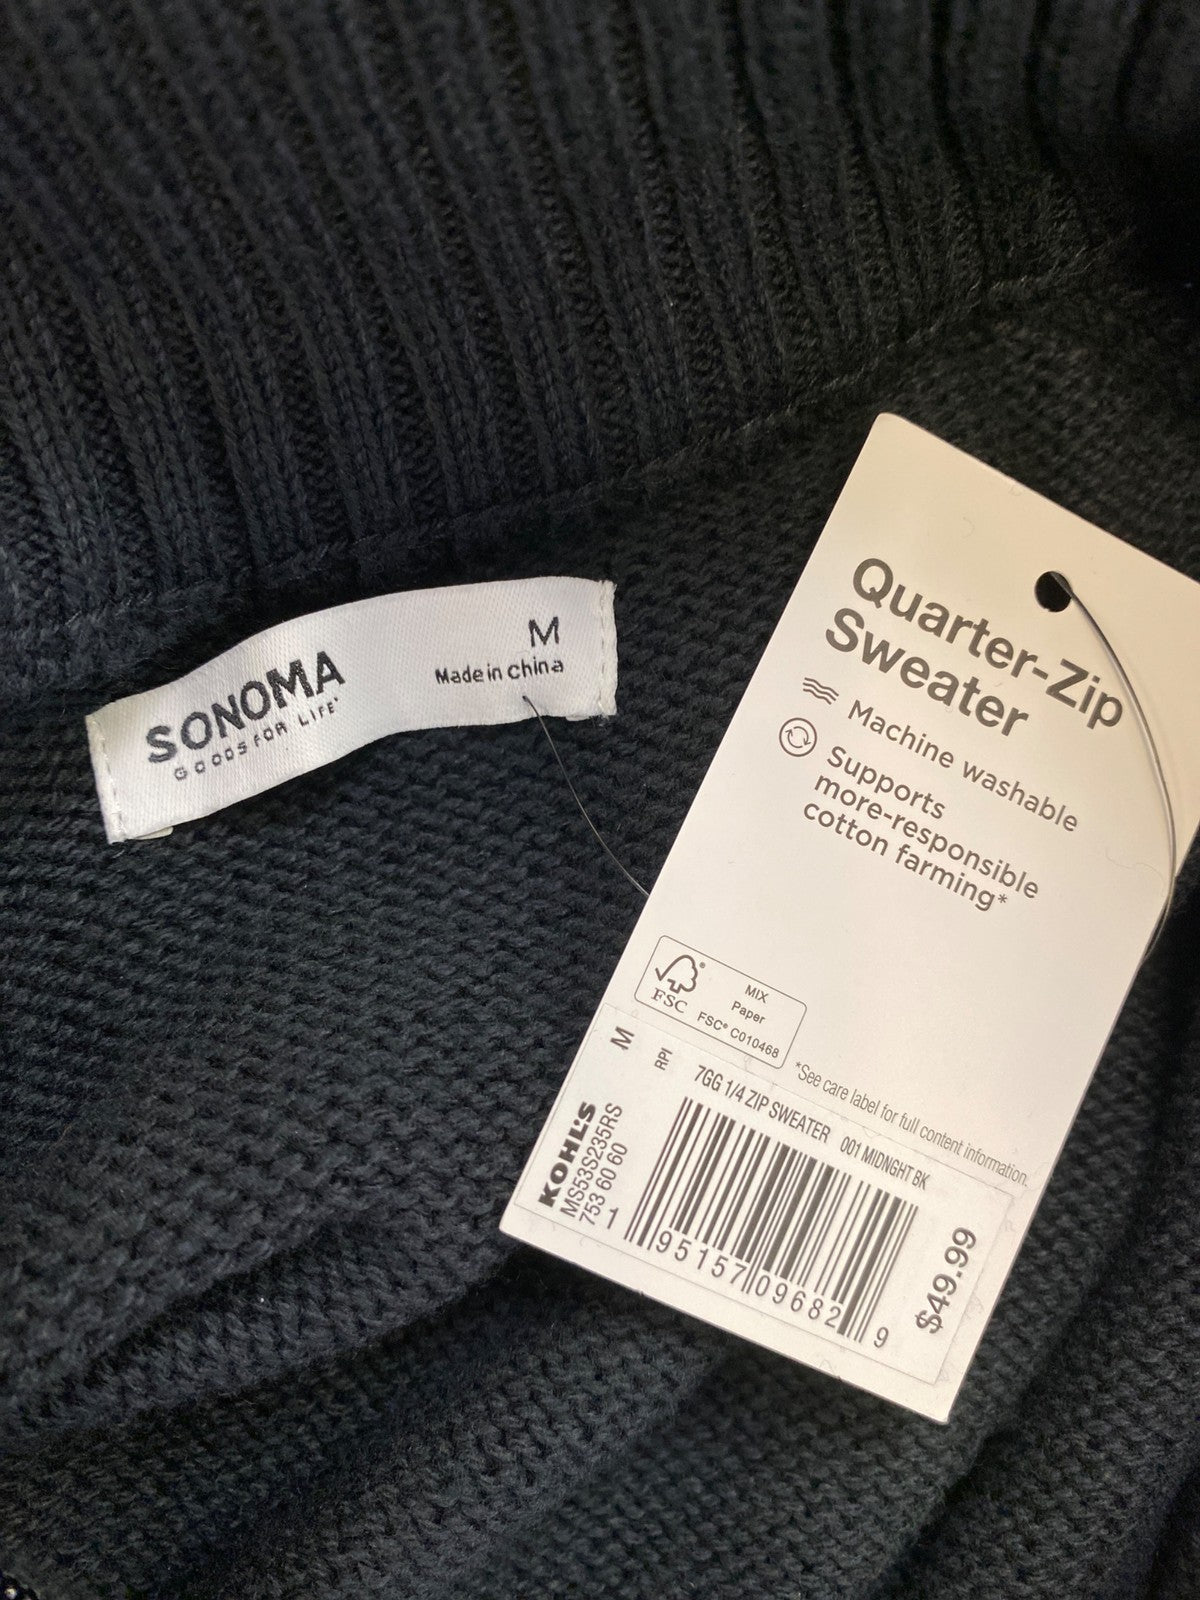 SONOMA
GOODS FOR LIFE
M
Made in china
Quarter-Zip
Sweater
Machine washable
Supports
more-responsible
cotton farming*
FSC®
MIX
Paper
FSC® C010468
*See care label for full content information.
M
RPI
7GG 1/4 ZIP SWEATER 001 MIDNGHT BK
KOHL'S
MS53S235RS
753 60 60
1 95157 09682 9
$49.99